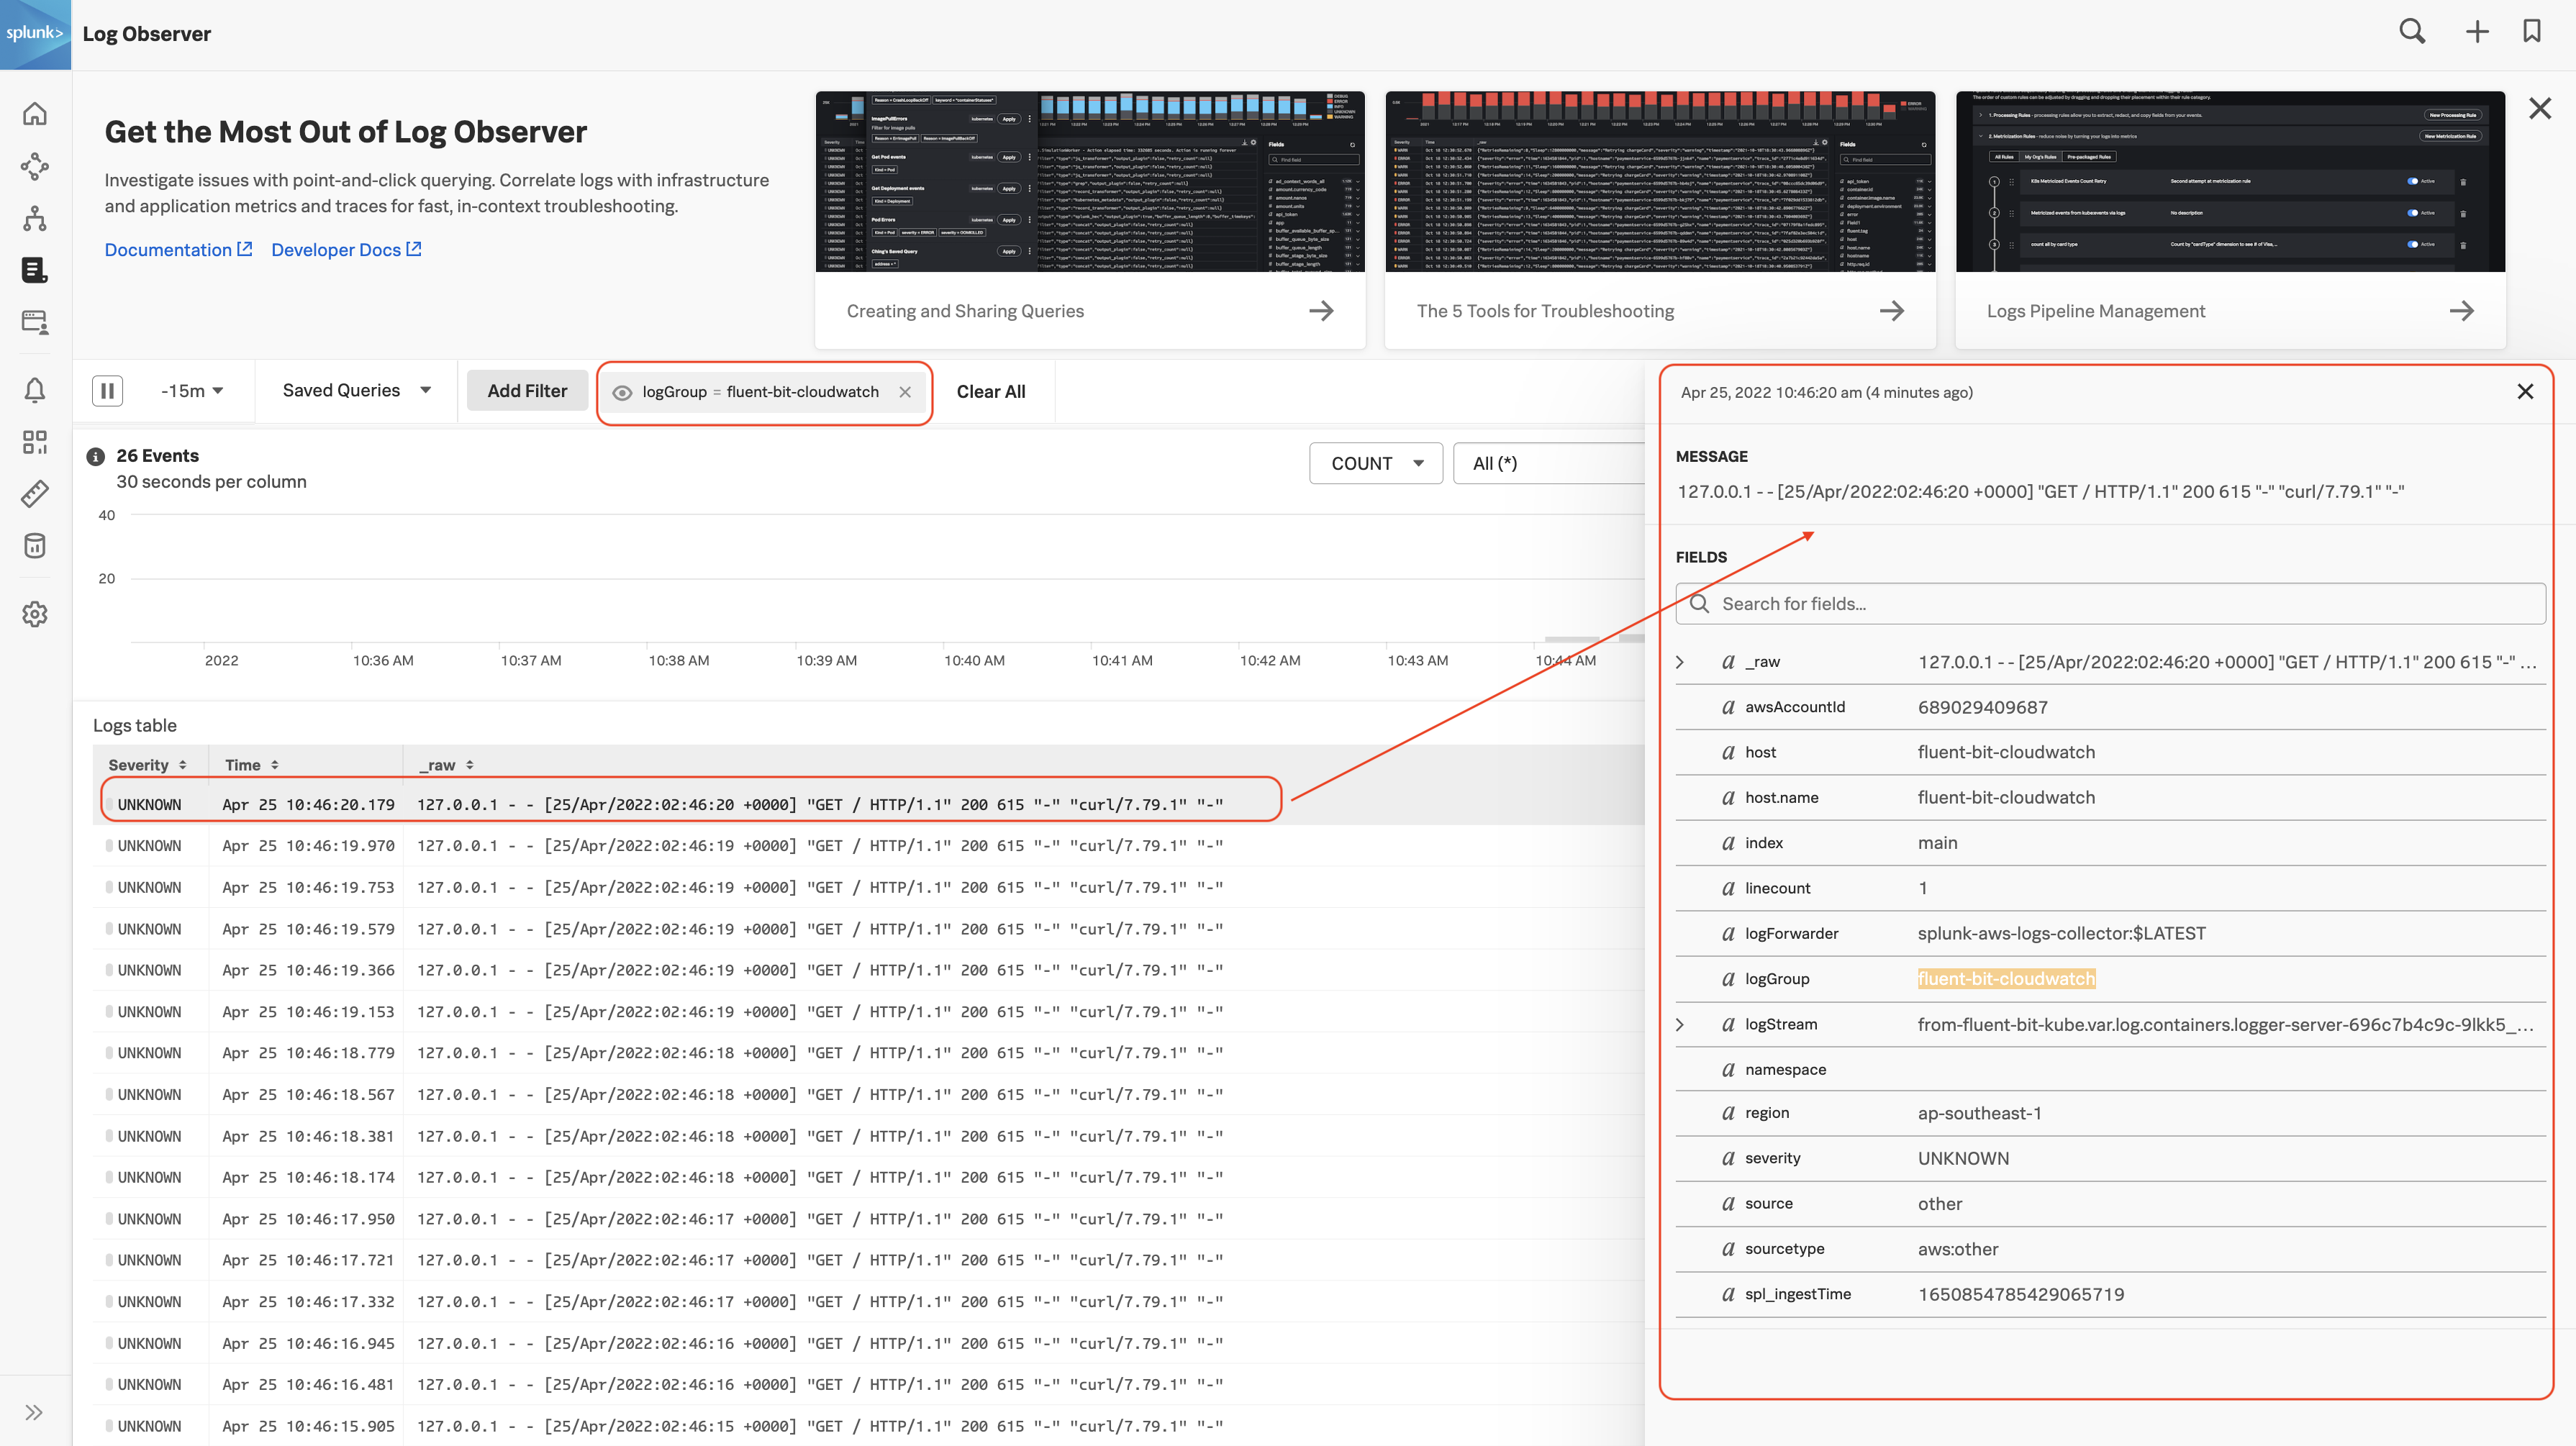 splunk>
Log Observer
Get the Most Out of Log Observer
Investigate issues with point-and-click querying. Correlate logs with infrastructure
and application metrics and traces for fast, in-context troubleshooting.
Documentation
Developer Docs
Creating and Sharing Queries
The 5 Tools for Troubleshooting
Logs Pipeline Management
-15m
Saved Queries
Add Filter
logGroup = fluent-bit-cloudwatch
Clear All
26 Events
30 seconds per column
COUNT
All (*)
40
20
2022
10:36 AM
10:37 AM
10:38 AM
10:39 AM
10:40 AM
10:41 AM
10:42 AM
10:43 AM
10:44 AM
Logs table
Severity Time _raw
UNKNOWN Apr 25 10:46:20.179 127.0.0.1 - - [25/Apr/2022:02:46:20 +0000] "GET / HTTP/1.1" 200 615 "-" "curl/7.79.1" "-"
UNKNOWN Apr 25 10:46:19.970 127.0.0.1 - - [25/Apr/2022:02:46:19 +0000] "GET / HTTP/1.1" 200 615 "-" "curl/7.79.1" "-"
UNKNOWN Apr 25 10:46:19.753 127.0.0.1 - - [25/Apr/2022:02:46:19 +0000] "GET / HTTP/1.1" 200 615 "-" "curl/7.79.1" "-"
UNKNOWN Apr 25 10:46:19.579 127.0.0.1 - - [25/Apr/2022:02:46:19 +0000] "GET / HTTP/1.1" 200 615 "-" "curl/7.79.1" "-"
UNKNOWN Apr 25 10:46:19.366 127.0.0.1 - - [25/Apr/2022:02:46:19 +0000] "GET / HTTP/1.1" 200 615 "-" "curl/7.79.1" "-"
UNKNOWN Apr 25 10:46:19.153 127.0.0.1 - - [25/Apr/2022:02:46:19 +0000] "GET / HTTP/1.1" 200 615 "-" "curl/7.79.1" "-"
UNKNOWN Apr 25 10:46:18.779 127.0.0.1 - - [25/Apr/2022:02:46:18 +0000] "GET / HTTP/1.1" 200 615 "-" "curl/7.79.1" "-"
UNKNOWN Apr 25 10:46:18.567 127.0.0.1 - - [25/Apr/2022:02:46:18 +0000] "GET / HTTP/1.1" 200 615 "-" "curl/7.79.1" "-"
UNKNOWN Apr 25 10:46:18.381 127.0.0.1 - - [25/Apr/2022:02:46:18 +0000] "GET / HTTP/1.1" 200 615 "-" "curl/7.79.1" "-"
UNKNOWN Apr 25 10:46:18.174 127.0.0.1 - - [25/Apr/2022:02:46:18 +0000] "GET / HTTP/1.1" 200 615 "-" "curl/7.79.1" "-"
UNKNOWN Apr 25 10:46:17.950 127.0.0.1 - - [25/Apr/2022:02:46:17 +0000] "GET / HTTP/1.1" 200 615 "-" "curl/7.79.1" "-"
UNKNOWN Apr 25 10:46:17.721 127.0.0.1 - - [25/Apr/2022:02:46:17 +0000] "GET / HTTP/1.1" 200 615 "-" "curl/7.79.1" "-"
UNKNOWN Apr 25 10:46:17.332 127.0.0.1 - - [25/Apr/2022:02:46:17 +0000] "GET / HTTP/1.1" 200 615 "-" "curl/7.79.1" "-"
UNKNOWN Apr 25 10:46:16.945 127.0.0.1 - - [25/Apr/2022:02:46:16 +0000] "GET / HTTP/1.1" 200 615 "-" "curl/7.79.1" "-"
UNKNOWN Apr 25 10:46:16.481 127.0.0.1 - - [25/Apr/2022:02:46:16 +0000] "GET / HTTP/1.1" 200 615 "-" "curl/7.79.1" "-"
UNKNOWN Apr 25 10:46:15.905 127.0.0.1 - - [25/Apr/2022:02:46:15 +0000] "GET / HTTP/1.1" 200 615 "-" "curl/7.79.1" "-"
Apr 25, 2022 10:46:20 am (4 minutes ago)
MESSAGE
127.0.0.1 - - [25/Apr/2022:02:46:20 +0000] "GET / HTTP/1.1" 200 615 "-" "curl/7.79.1" "-"
FIELDS
Search for fields...
a _raw 127.0.0.1 - - [25/Apr/2022:02:46:20 +0000] "GET / HTTP/1.1" 200 615 "-" ...
a awsAccountId 689029409687
a host fluent-bit-cloudwatch
a host.name fluent-bit-cloudwatch
a index main
a linecount 1
a logForwarder splunk-aws-logs-collector:$LATEST
a logGroup fluent-bit-cloudwatch
a logStream from-fluent-bit-kube.var.log.containers.logger-server-696c7b4c9c-9lkk5_...
a namespace
a region ap-southeast-1
a severity UNKNOWN
a source other
a sourcetype aws:other
a spl_ingestTime 1650854785429065719